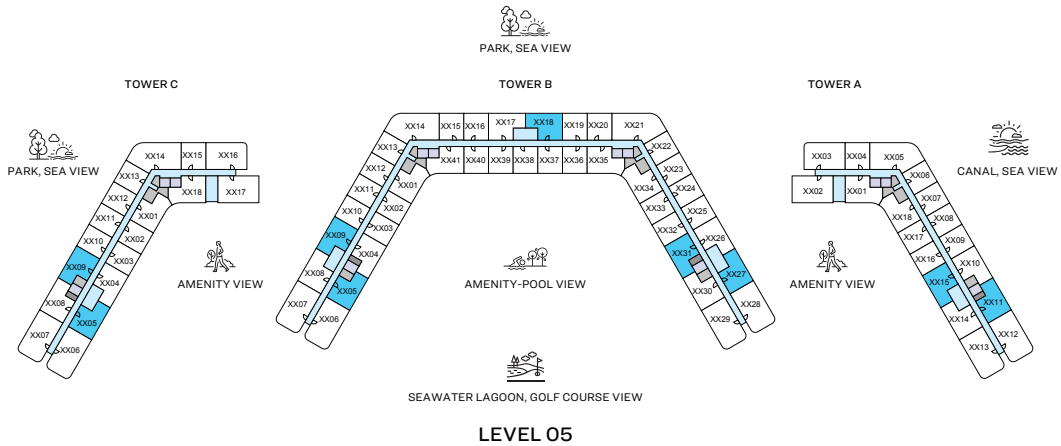 PARK, SEA VIEW
TOWER C
TOWER B
TOWER A
PARK, SEA VIEW
CANAL, SEA VIEW
XX14
XX15
XX16
XX13
XX18
XX17
XX12
XX01
XX11
XX02
XX10
XX03
XX09
XX04
XX08
XX05
XX07
XX06
XX14
XX15
XX16
XX17
XX18
XX19
XX20
XX21
XX13
XX41
XX40
XX39
XX38
XX37
XX36
XX35
XX22
XX12
XX01
XX34
XX23
XX11
XX02
XX33
XX24
XX10
XX03
XX32
XX25
XX09
XX04
XX31
XX26
XX08
XX05
XX30
XX27
XX07
XX06
XX29
XX28
XX03
XX04
XX05
XX02
XX01
XX06
XX18
XX07
XX17
XX08
XX16
XX09
XX15
XX10
XX14
XX11
XX13
XX12
AMENITY VIEW
AMENITY-POOL VIEW
AMENITY VIEW
SEAWATER LAGOON, GOLF COURSE VIEW
LEVEL 05